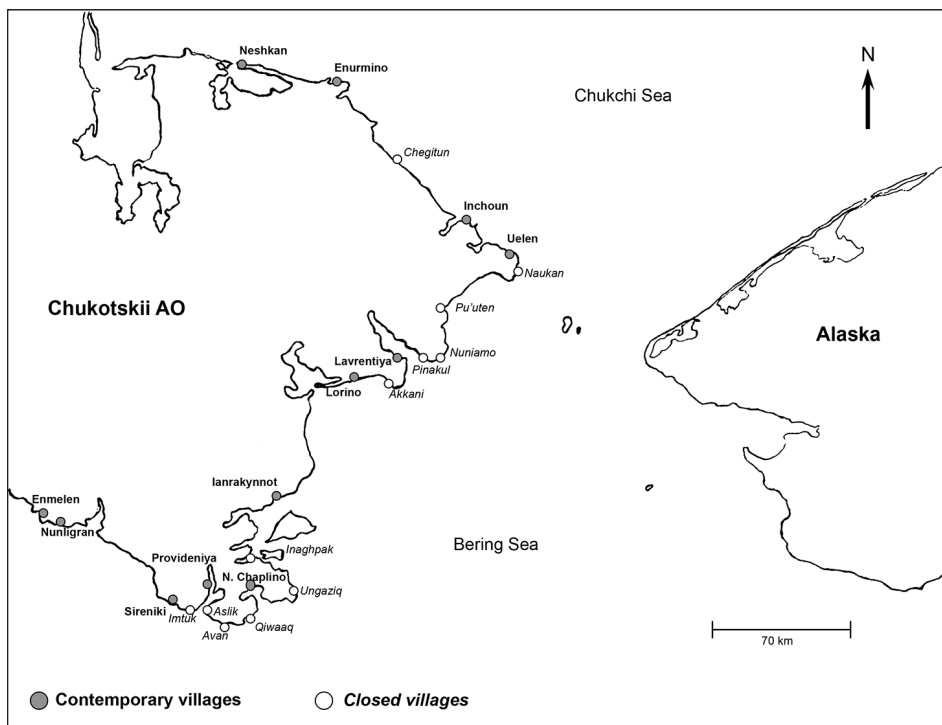 Neshkan
Enurmino
N
Chukchi Sea
Chegitun
Inchoun
Uelen
Naukan
Chukotskii AO
Pu'uten
Alaska
Nuniamo
Lavrentiya
Pinakul
Lorino
Akkani
Ianrakynnot
Enmelen
Nunligran
Bering Sea
Inaghpak
Provideniya
N. Chaplino
Ungaziq
Sireniki
Imtuk
Aslik
Qiwaaq
Avan
70 km
Contemporary villages
Closed villages